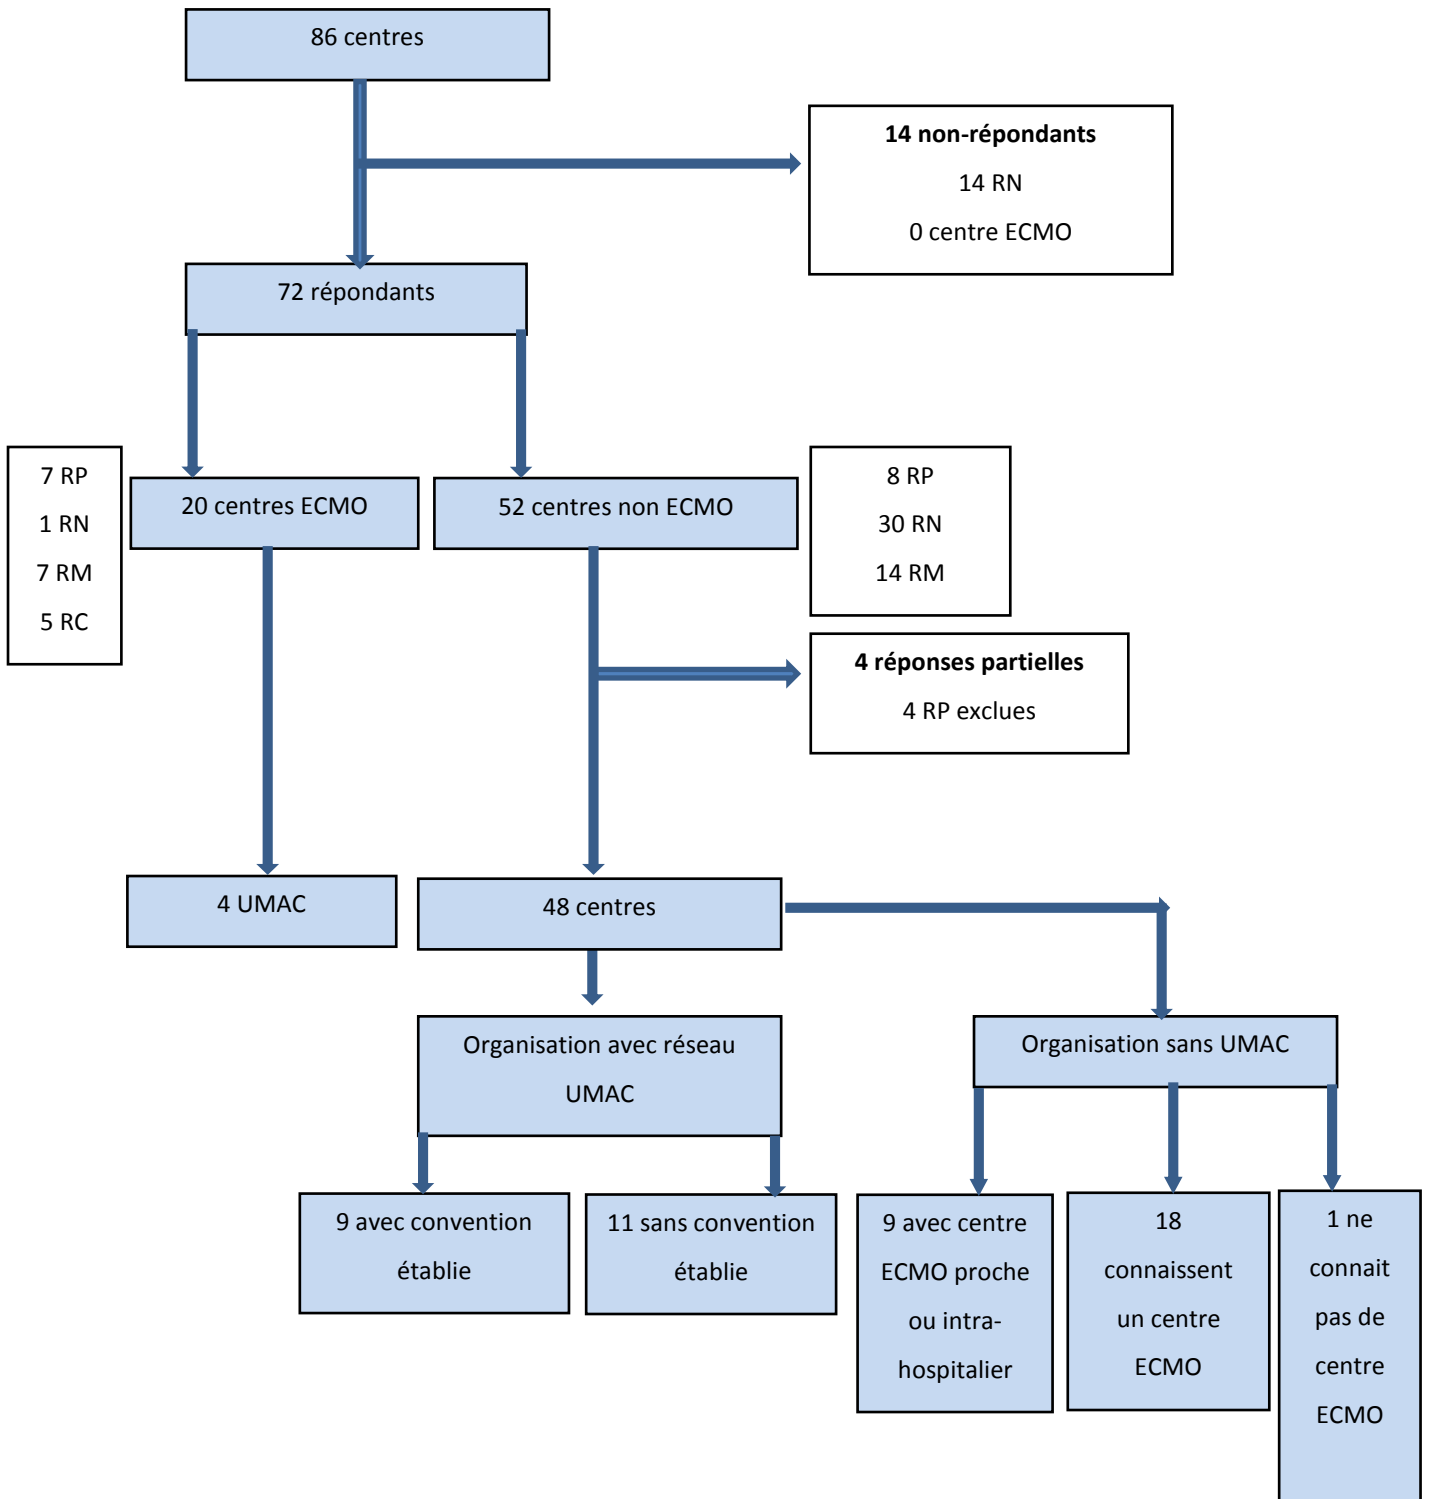 86 centres
14 non-répondants
14 RN
0 centre ECMO
72 répondants
7 RP
1 RN
7 RM
5 RC
20 centres ECMO
52 centres non ECMO
8 RP
30 RN
14 RM
4 réponses partielles
4 RP exclues
4 UMAC
48 centres
Organisation avec réseau
UMAC
Organisation sans UMAC
9 avec convention
établie
11 sans convention
établie
9 avec centre
ECMO proche
ou intra-
hospitalier
18
connaissent
un centre
ECMO
1 ne
connait
pas de
centre
ECMO